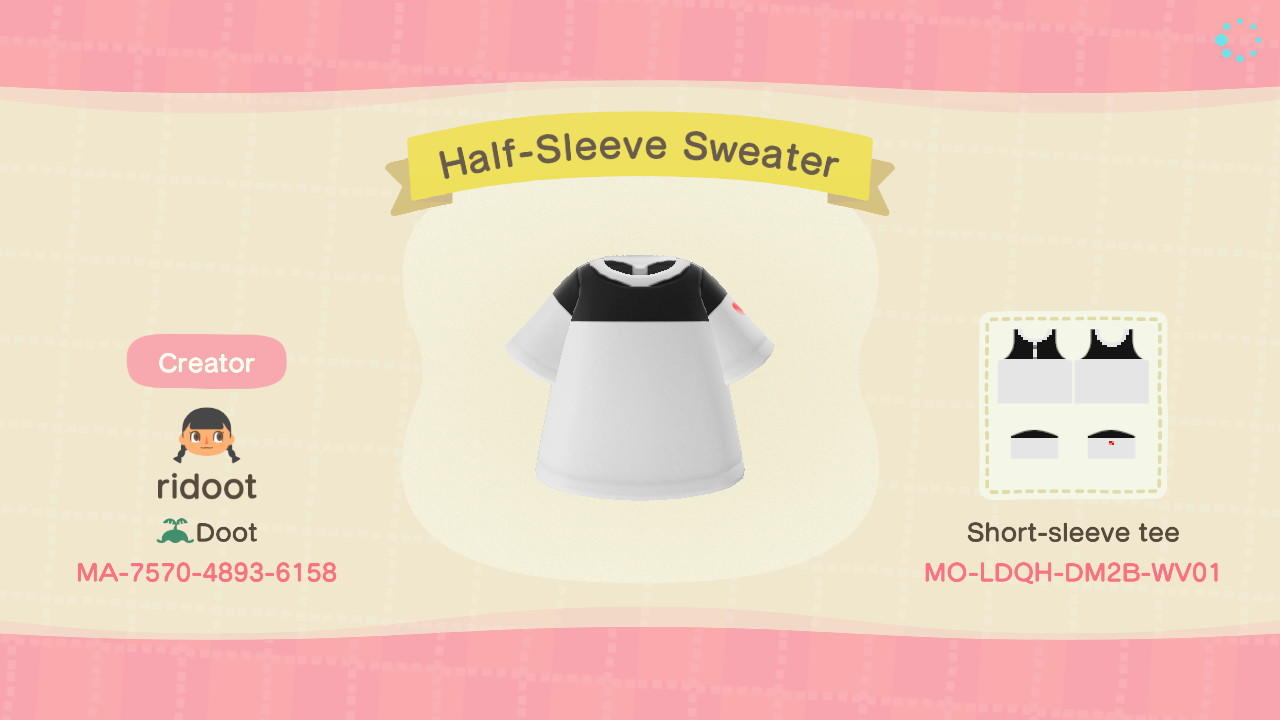 Half-Sleeve Sweater
Creator
ridoot
Doot
MA-7570-4893-6158
Short-sleeve tee
MO-LDQH-DM2B-WV01